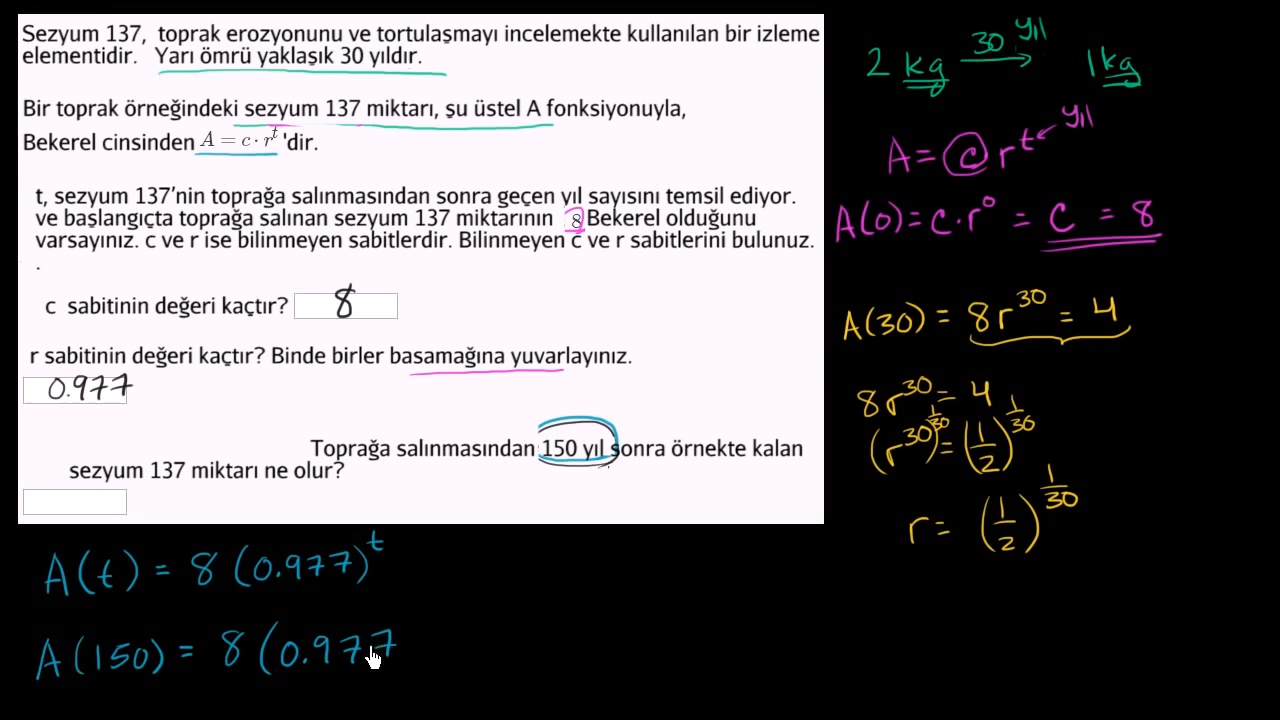 Sezyum 137, toprak erozyonunu ve tortulaşmayı incelemekte kullanılan bir izleme
elementidir. Yarı ömrü yaklaşık 30 yıldır.
Bir toprak örneğindeki sezyum 137 miktarı, şu üstel A fonksiyonuyla,
Bekerel cinsinden A = c · r^t 'dir.
t, sezyum 137'nin toprağa salınmasından sonra geçen yıl sayısını temsil ediyor.
ve başlangıçta toprağa salınan sezyum 137 miktarının 8 Bekerel olduğunu
varsayınız. c ve r ise bilinmeyen sabitlerdir. Bilinmeyen c ve r sabitlerini bulunuz.
.
c sabitinin değeri kaçtır? 8
r sabitinin değeri kaçtır? Binde birler basamağına yuvarlayınız.
0.977
Toprağa salınmasından 150 yıl sonra örnekte kalan
sezyum 137 miktarı ne olur?
A(t) = 8 (0.977)^t
A(150) = 8 (0.977
2 kg 30 yıl → 1 kg
A = c r^t ← yıl
A(0) = c · r^0 = c = 8
A(30) = 8r^30 = 4
8r^30 = 4
(r^30)^1/30 = (1/2)^1/30
r = (1/2)^1/30